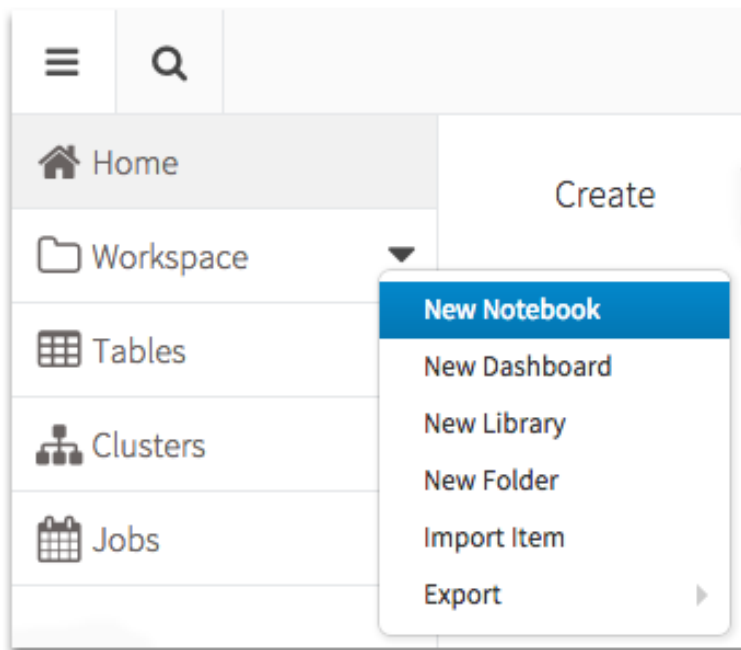 Home
Create
Workspace
New Notebook
Tables
New Dashboard
New Library
Clusters
New Folder
Jobs
Import Item
Export